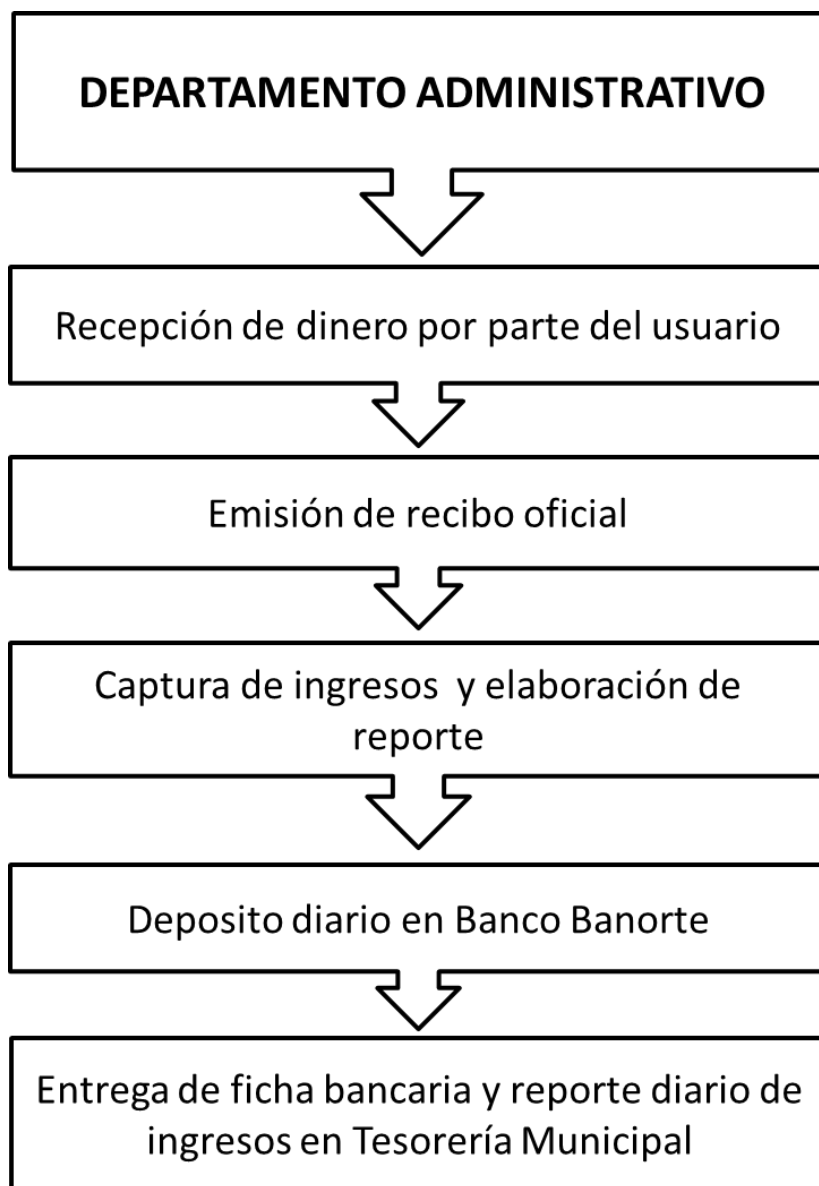 DEPARTAMENTO ADMINISTRATIVO
Recepción de dinero por parte del usuario
Emisión de recibo oficial
Captura de ingresos y elaboración de
reporte
Deposito diario en Banco Banorte
Entrega de ficha bancaria y reporte diario de
ingresos en Tesorería Municipal